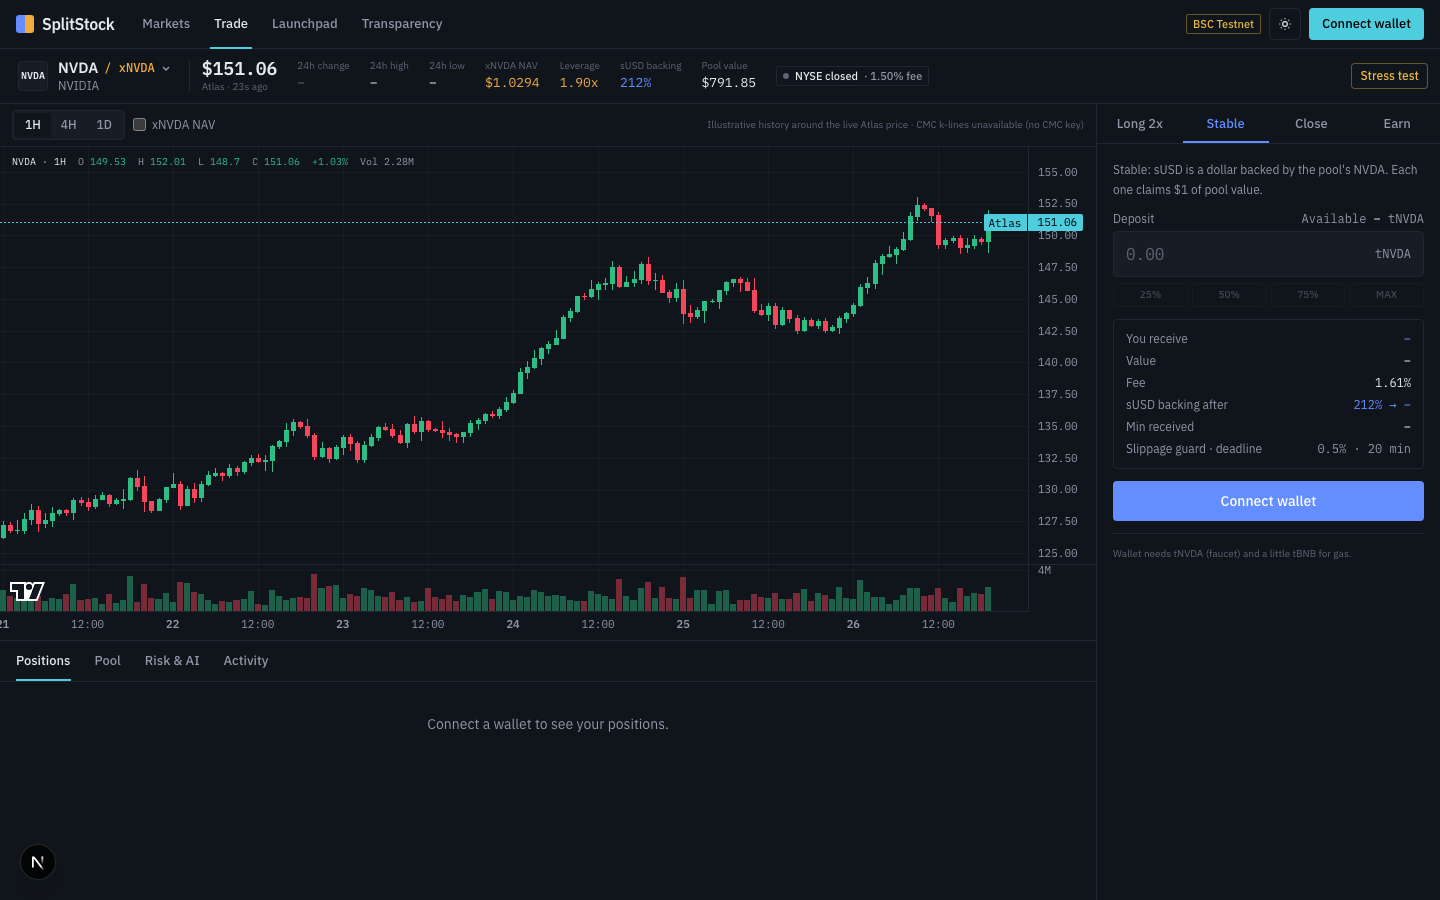 SplitStock
Markets
Trade
Launchpad
Transparency
BSC Testnet
Connect wallet
NVDA
NVDA / xNVDA
NVIDIA
$151.06
Atlas · 23s ago
24h change
–
24h high
–
24h low
–
xNVDA NAV
$1.0294
Leverage
1.90x
sUSD backing
212%
Pool value
$791.85
NYSE closed · 1.50% fee
Stress test
1H
4H
1D
xNVDA NAV
Illustrative history around the live Atlas price · CMC k-lines unavailable (no CMC key)
NVDA · 1H O 149.53 H 152.01 L 148.7 C 151.06 +1.03% Vol 2.28M
155.00
152.50
Atlas 151.06
150.00
147.50
145.00
142.50
140.00
137.50
135.00
132.50
130.00
127.50
125.00
4M
21
12:00
22
12:00
23
12:00
24
12:00
25
12:00
26
12:00
Positions
Pool
Risk & AI
Activity
Connect a wallet to see your positions.
N
Long 2x
Stable
Close
Earn
Stable: sUSD is a dollar backed by the pool's NVDA. Each
one claims $1 of pool value.
Deposit
Available – tNVDA
0.00
tNVDA
25%
50%
75%
MAX
You receive –
Value –
Fee 1.61%
sUSD backing after 212% → –
Min received –
Slippage guard · deadline 0.5% · 20 min
Connect wallet
Wallet needs tNVDA (faucet) and a little tBNB for gas.